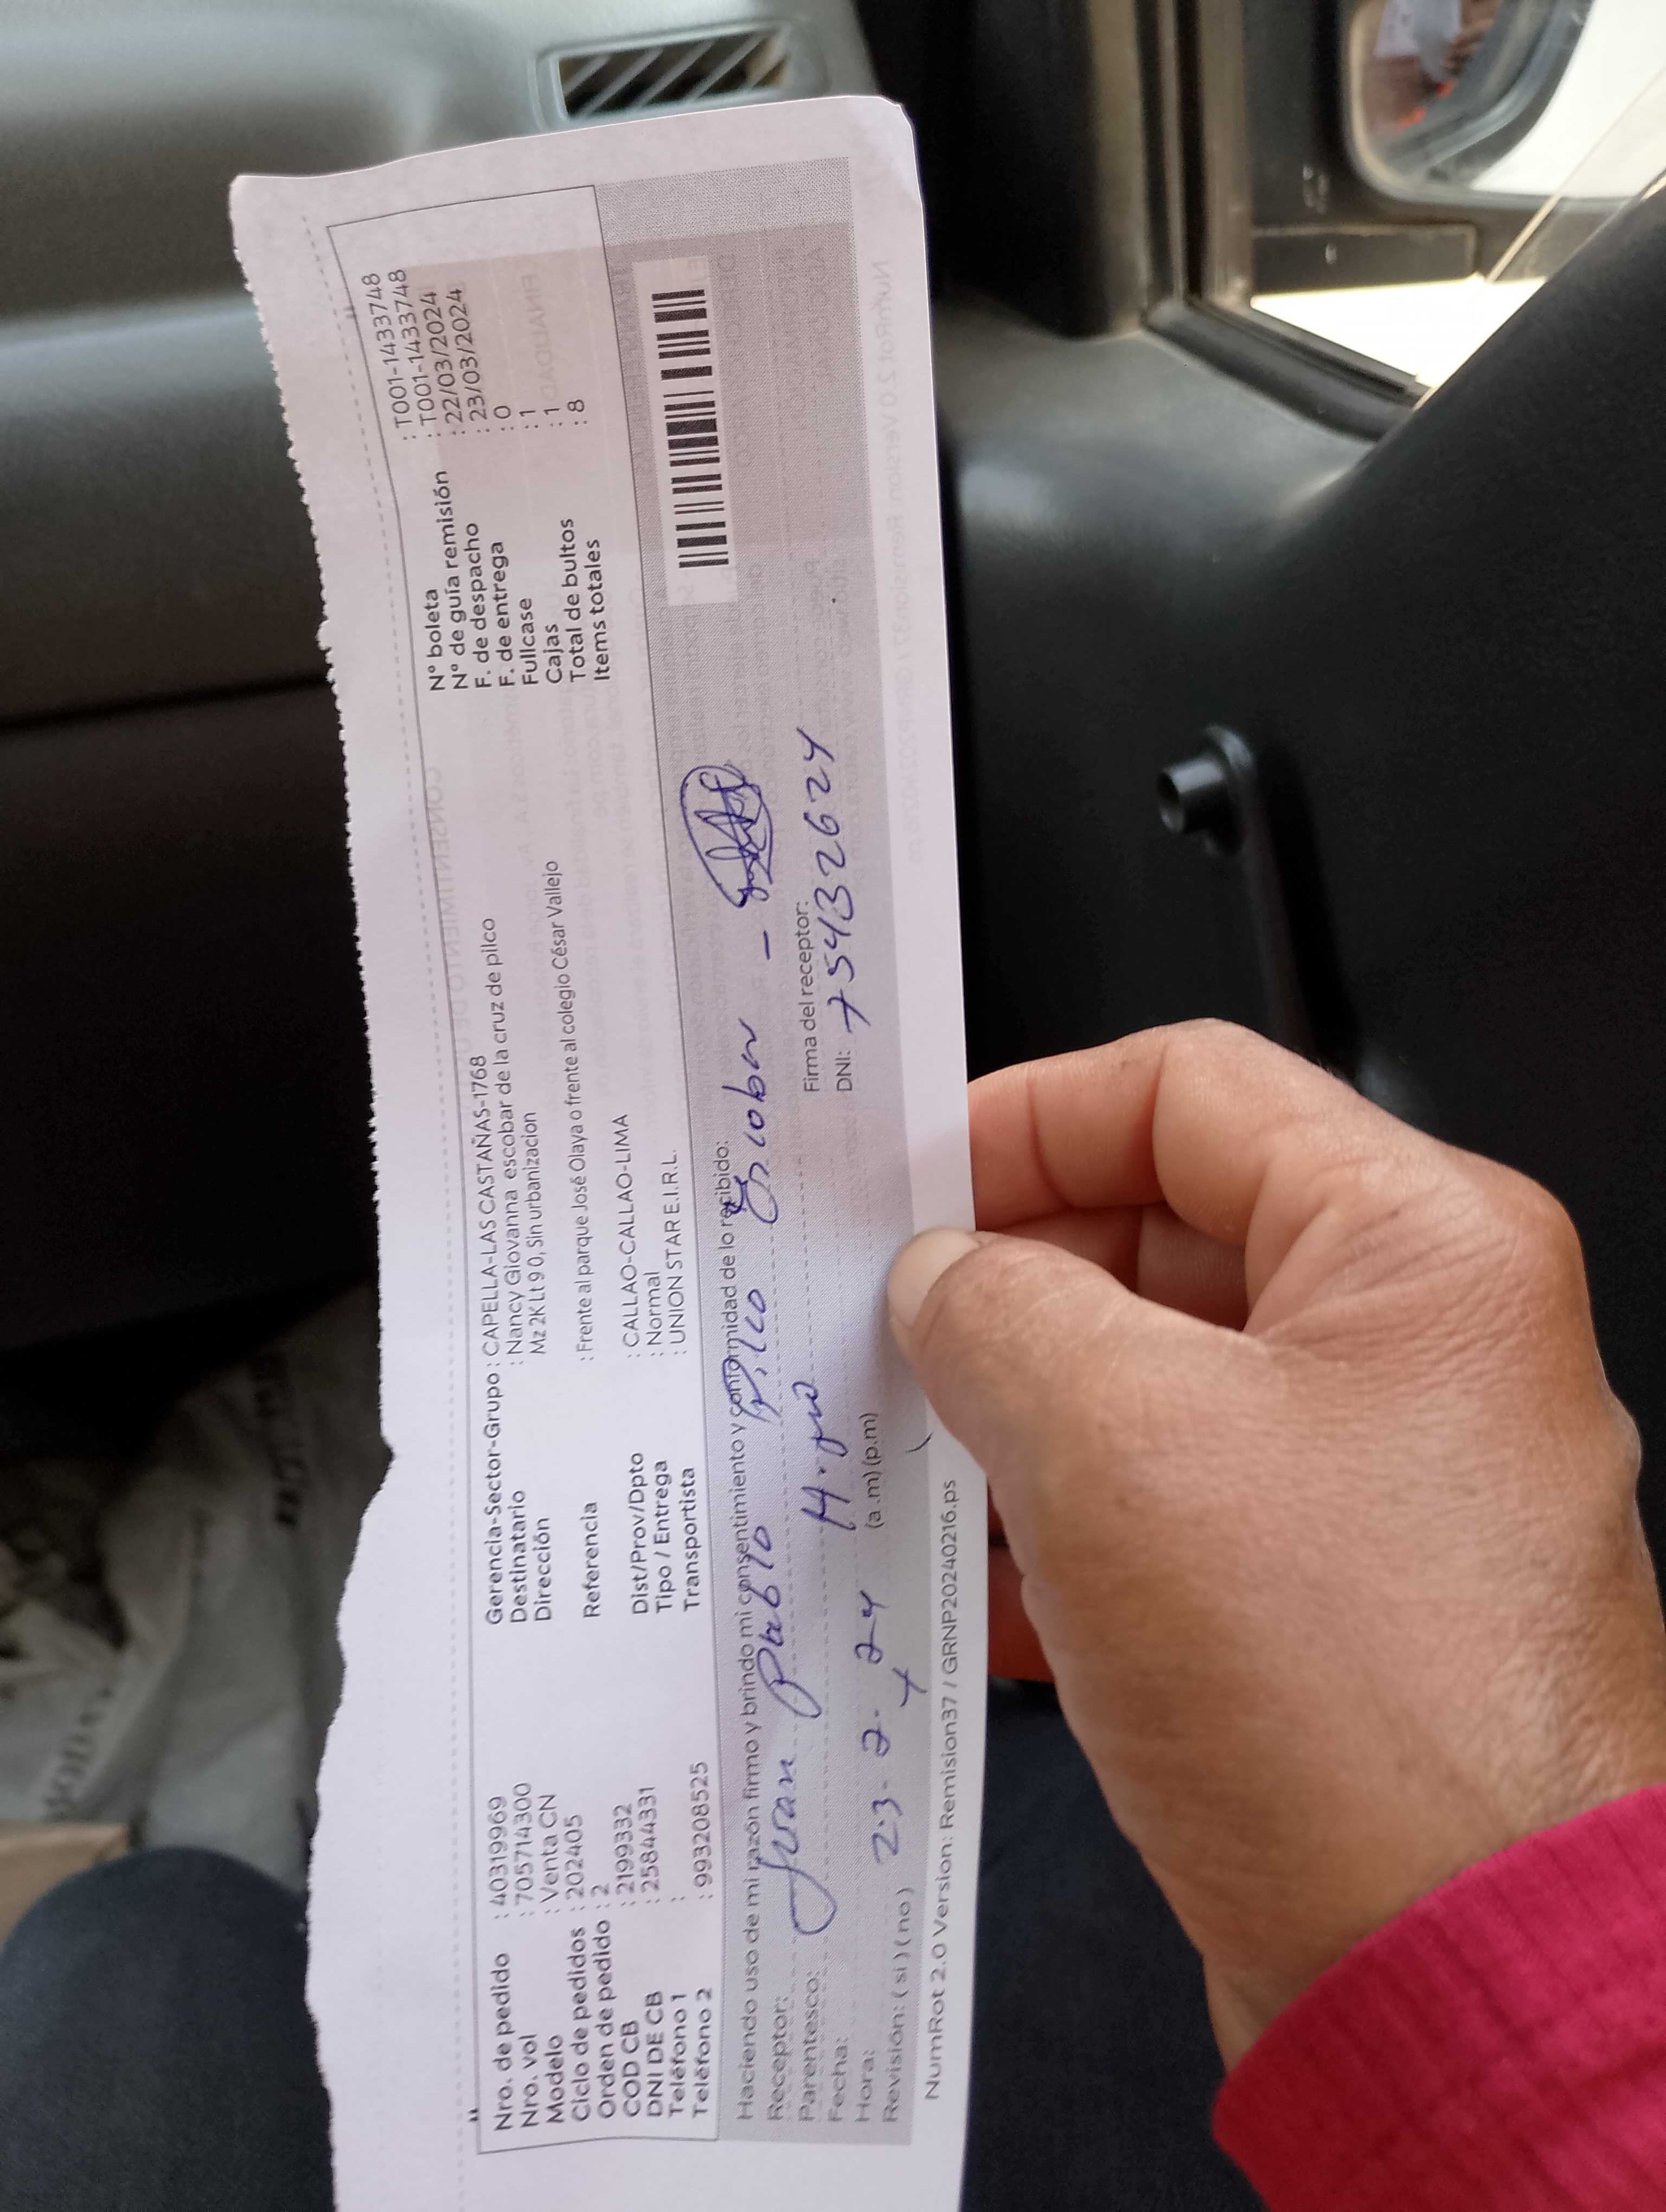 Nro. de pedido : 40319969
Nro. vol : 705714300
Modelo : Venta CN
Ciclo de pedidos : 202405
Orden de pedido : 2
COD CB : 2199332
DNI DE CB : 25844331
Teléfono 1 :
Teléfono 2 : 993208525
Gerencia-Sector-Grupo : CAPELLA-LAS CASTAÑAS-1768
Destinatario : Nancy Giovanna escobar de la cruz de pilco
Dirección Mz 2K Lt 9 0, Sin urbanizacion
Referencia : Frente al parque José Olaya o frente al colegio César Vallejo
Dist/Prov/Dpto : CALLAO-CALLAO-LIMA
Tipo / Entrega : Normal
Transportista : UNION STAR E.I.R.L.
N° boleta : T001-1433748
N° de guía remisión : T001-1433748
F. de despacho : 22/03/2024
F. de entrega : 23/03/2024
Fullcase : 0
Cajas : 1
Total de bultos : 1
Items totales : 8
Haciendo uso de mi razón firmo y brindo mi consentimiento y conformidad de lo recibido:
Receptor: Juan Pablo Pilco Escobar -
Parentesco: Firma del receptor:
Fecha: 23-2-24 DNI: 75432624
Hora: (a.m) (p.m)
Revisión: ( si ) ( no )
NumRot 2.0 Version: Remision37 / GRNP20240216.ps